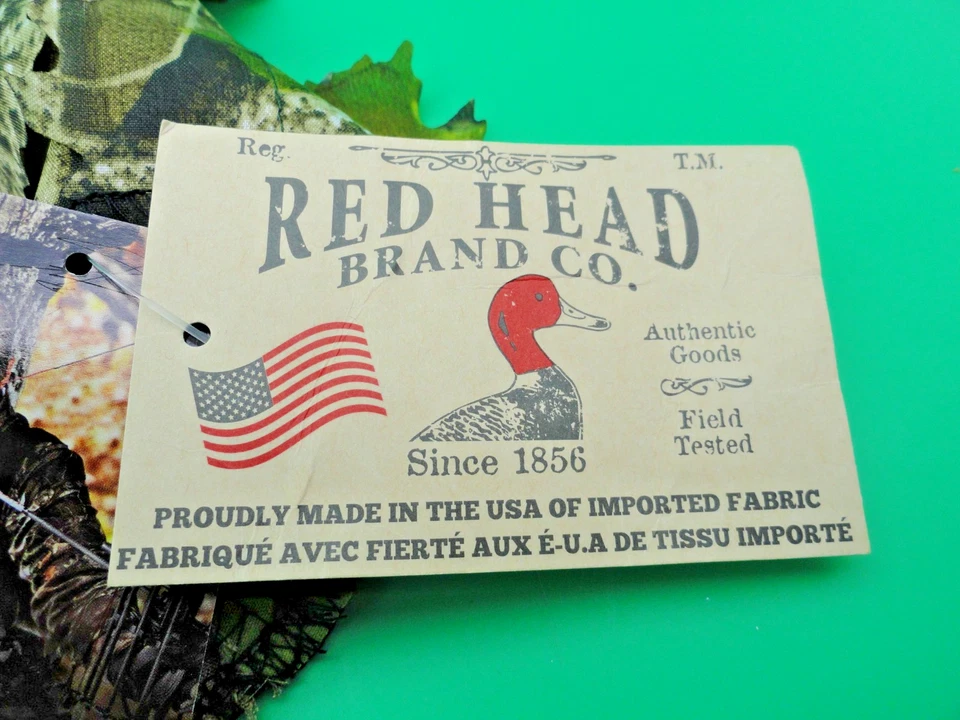 Reg. T.M.
RED HEAD
BRAND CO.
Authentic
Goods
Field
Tested
Since 1856
PROUDLY MADE IN THE USA OF IMPORTED FABRIC
FABRIQUÉ AVEC FIERTÉ AUX É-U.A DE TISSU IMPORTÉ